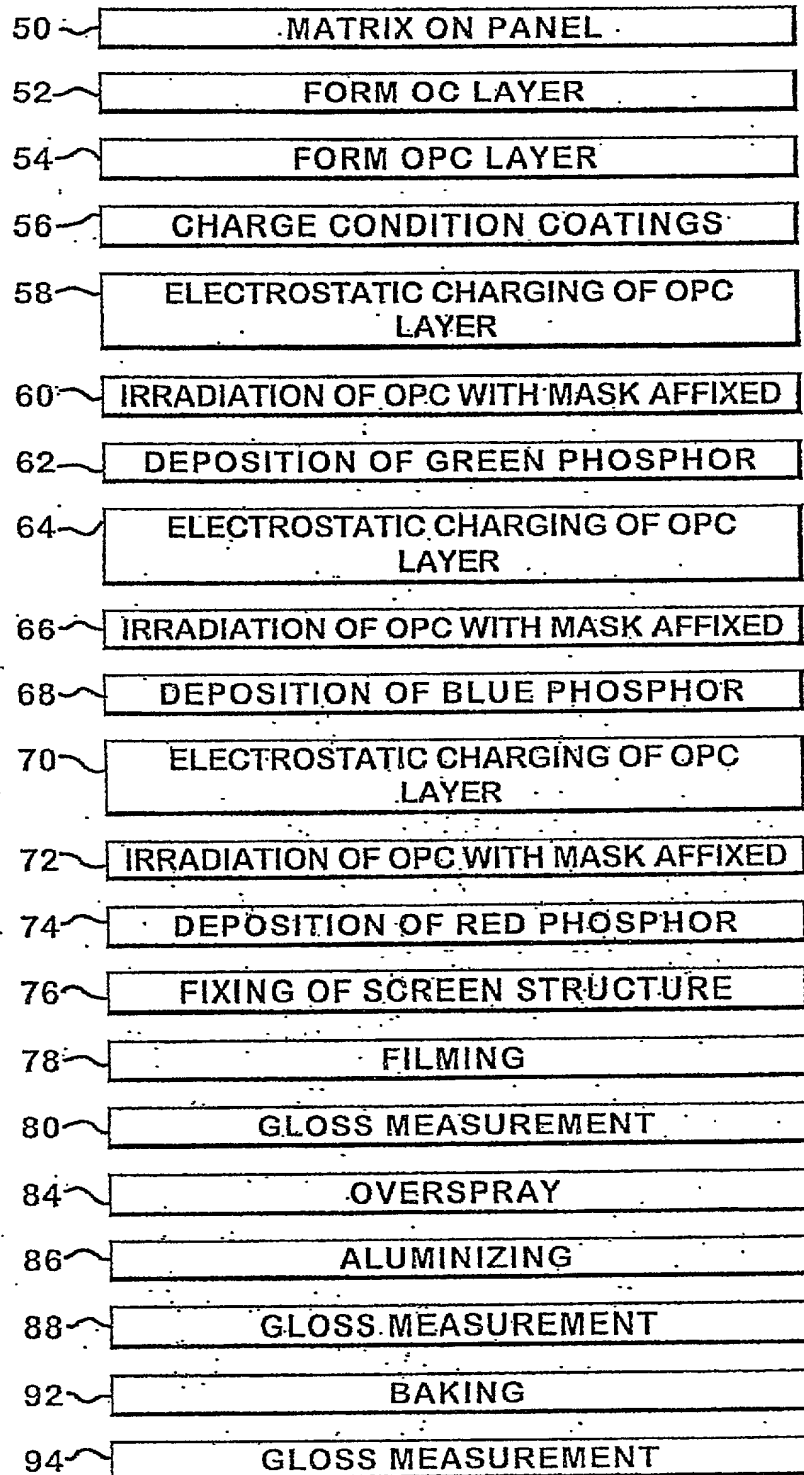 50 MATRIX ON PANEL
52 FORM OC LAYER
54 FORM OPC LAYER
56 CHARGE CONDITION COATINGS
58 ELECTROSTATIC CHARGING OF OPC
LAYER
60 IRRADIATION OF OPC WITH MASK AFFIXED
62 DEPOSITION OF GREEN PHOSPHOR
64 ELECTROSTATIC CHARGING OF OPC
LAYER
66 IRRADIATION OF OPC WITH MASK AFFIXED
68 DEPOSITION OF BLUE PHOSPHOR
70 ELECTROSTATIC CHARGING OF OPC
LAYER
72 IRRADIATION OF OPC WITH MASK AFFIXED
74 DEPOSITION OF RED PHOSPHOR
76 FIXING OF SCREEN STRUCTURE
78 FILMING
80 GLOSS MEASUREMENT
84 OVERSPRAY
86 ALUMINIZING
88 GLOSS MEASUREMENT
92 BAKING
94 GLOSS MEASUREMENT